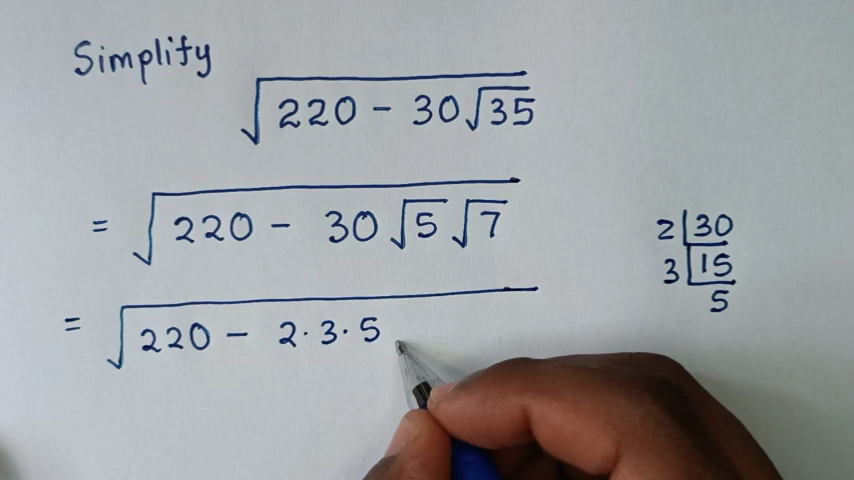 Simplify
√(220 - 30√35)
= √(220 - 30√5√7)
= √(220 - 2·3·5
2|30
3|15
5